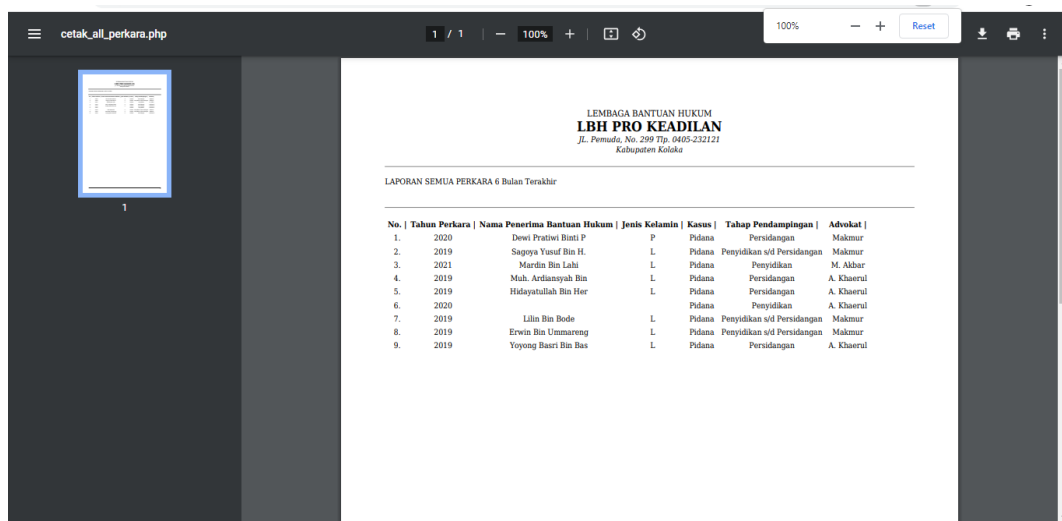 cetak_all_perkara.php
1 / 1
100%
100%
Reset
1
LEMBAGA BANTUAN HUKUM
LBH PRO KEADILAN
JL. Pemuda, No. 299 Tlp. 0405-232121
Kabupaten Kolaka
LAPORAN SEMUA PERKARA 6 Bulan Terakhir
No. | Tahun Perkara | Nama Penerima Bantuan Hukum | Jenis Kelamin | Kasus | Tahap Pendampingan | Advokat |
1. 2020 Dewi Pratiwi Binti P P Pidana Persidangan Makmur
2. 2019 Sagoya Yusuf Bin H. L Pidana Penyidikan s/d Persidangan Makmur
3. 2021 Mardin Bin Lahi L Pidana Penyidikan M. Akbar
4. 2019 Muh. Ardiansyah Bin L Pidana Persidangan A. Khaerul
5. 2019 Hidayatullah Bin Her L Pidana Persidangan A. Khaerul
6. 2020 Pidana Penyidikan A. Khaerul
7. 2019 Lilin Bin Bode L Pidana Penyidikan s/d Persidangan Makmur
8. 2019 Erwin Bin Ummareng L Pidana Penyidikan s/d Persidangan Makmur
9. 2019 Yoyong Basri Bin Bas L Pidana Persidangan A. Khaerul